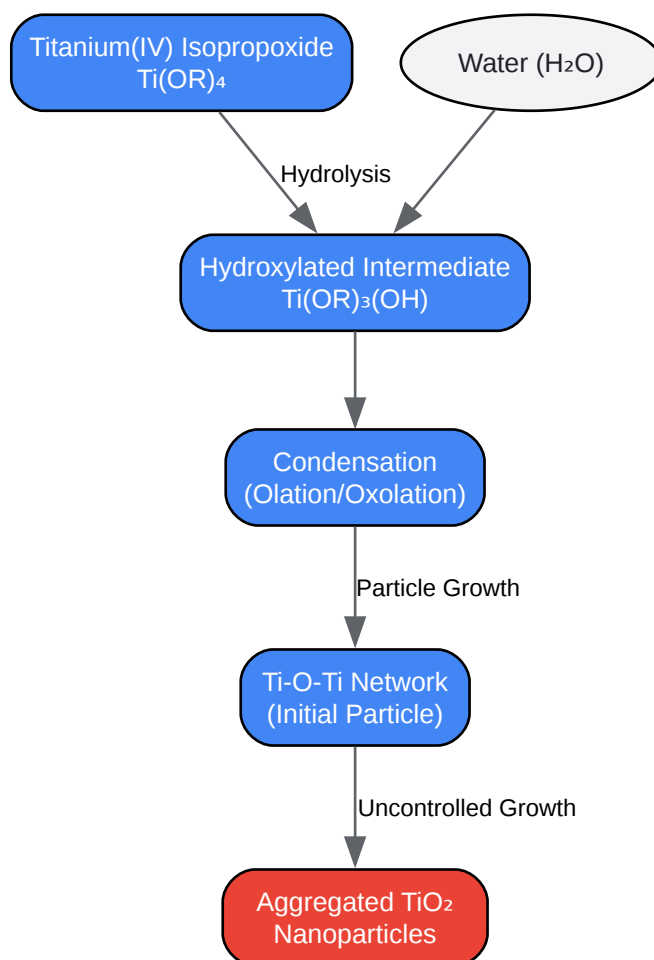 Titanium(IV) Isopropoxide
Ti(OR)₄
Water (H₂O)
Hydrolysis
Hydroxylated Intermediate
Ti(OR)₃(OH)
Condensation
(Olation/Oxolation)
Particle Growth
Ti-O-Ti Network
(Initial Particle)
Uncontrolled Growth
Aggregated TiO₂
Nanoparticles